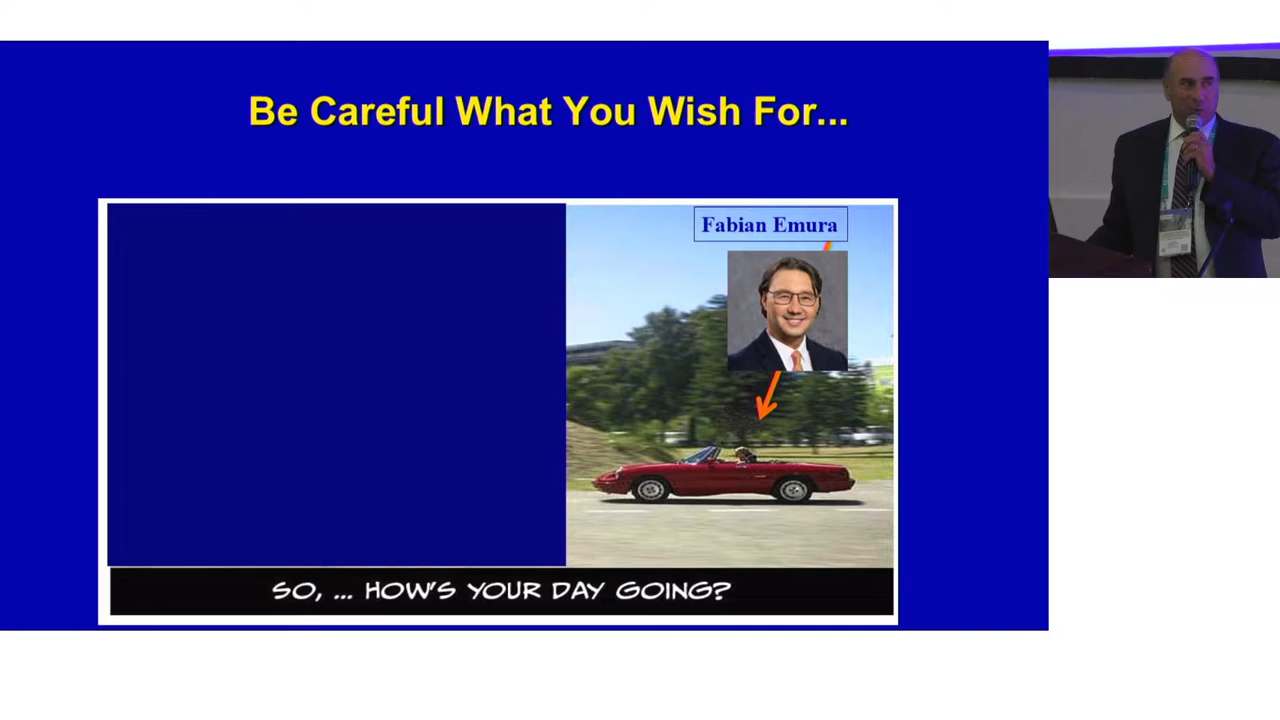 Be Careful What You Wish For...
Fabian Emura
SO, ... HOW'S YOUR DAY GOING?